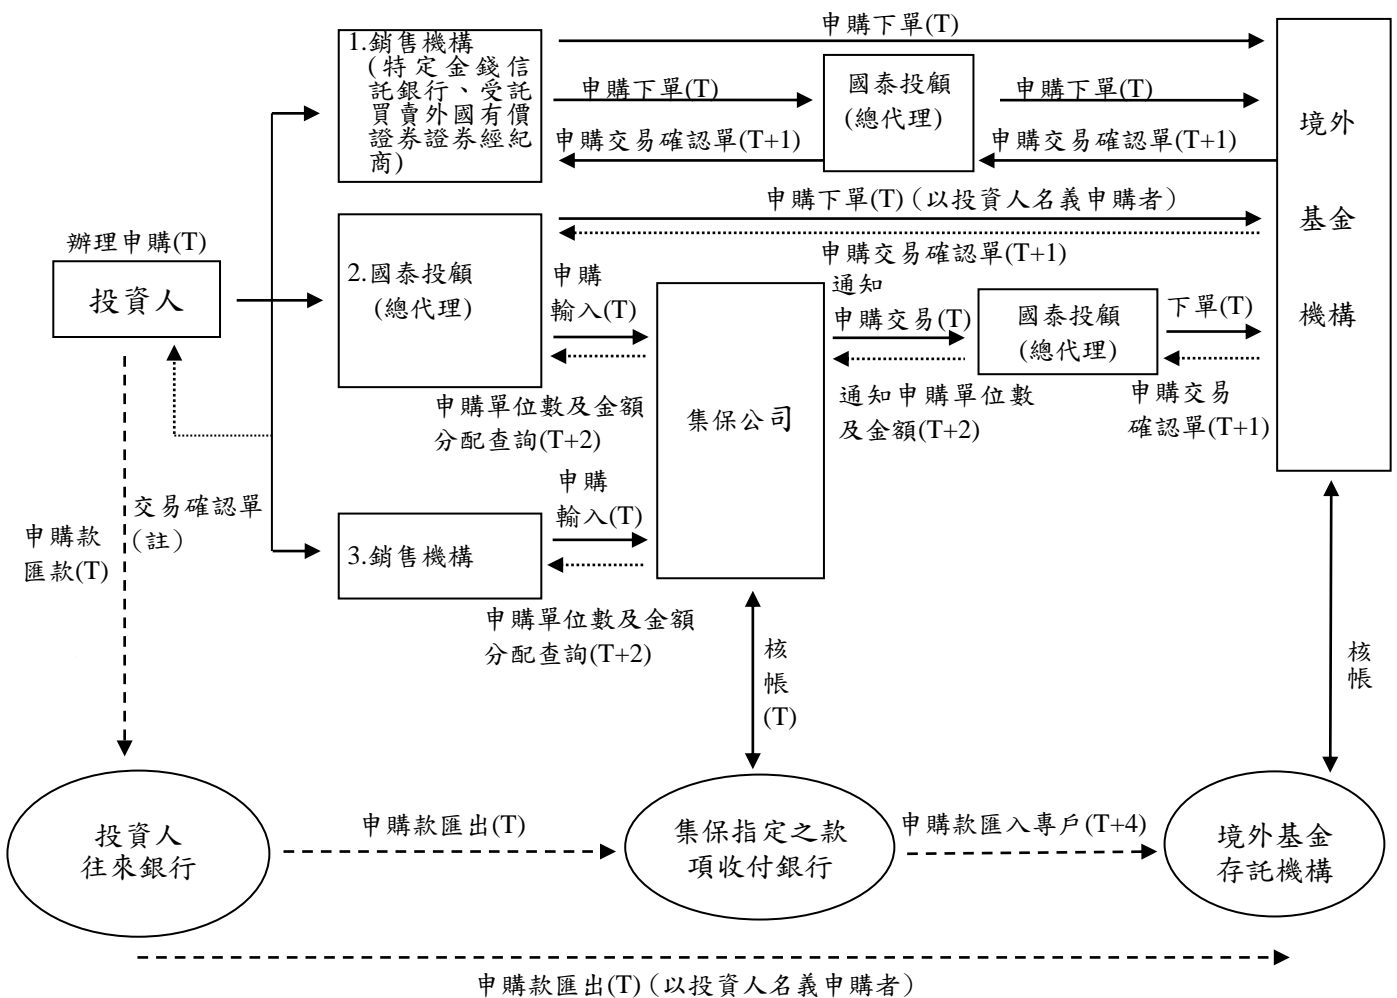 申購下單(T)
1.銷售機構
(特定金錢信
託銀行、受託
買賣外國有價
證券證券經紀
商)
申購下單(T)
國泰投顧
(總代理)
申購下單(T)
申購交易確認單(T+1)
申購交易確認單(T+1)
境外
基金
機構
申購下單(T)（以投資人名義申購者）
申購交易確認單(T+1)
辦理申購(T)
投資人
2.國泰投顧
(總代理)
申購
輸入(T)
通知
申購交易(T)
國泰投顧
(總代理)
下單(T)
申購單位數及金額
分配查詢(T+2)
集保公司
通知申購單位數
及金額(T+2)
申購交易
確認單(T+1)
申購
輸入(T)
交易確認單
（註）
申購款
匯款(T)
3.銷售機構
申購單位數及金額
分配查詢(T+2)
核
帳
(T)
核
帳
投資人
往來銀行
申購款匯出(T)
集保指定之款
項收付銀行
申購款匯入專戶(T+4)
境外基金
存託機構
申購款匯出(T)（以投資人名義申購者）